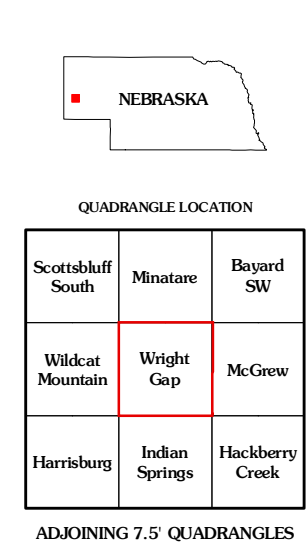 NEBRASKA
QUADRANGLE LOCATION
Scottsbluff
South
Minatare
Bayard
SW
Wildcat
Mountain
Wright
Gap
McGrew
Harrisburg
Indian
Springs
Hackberry
Creek
ADJOINING 7.5' QUADRANGLES